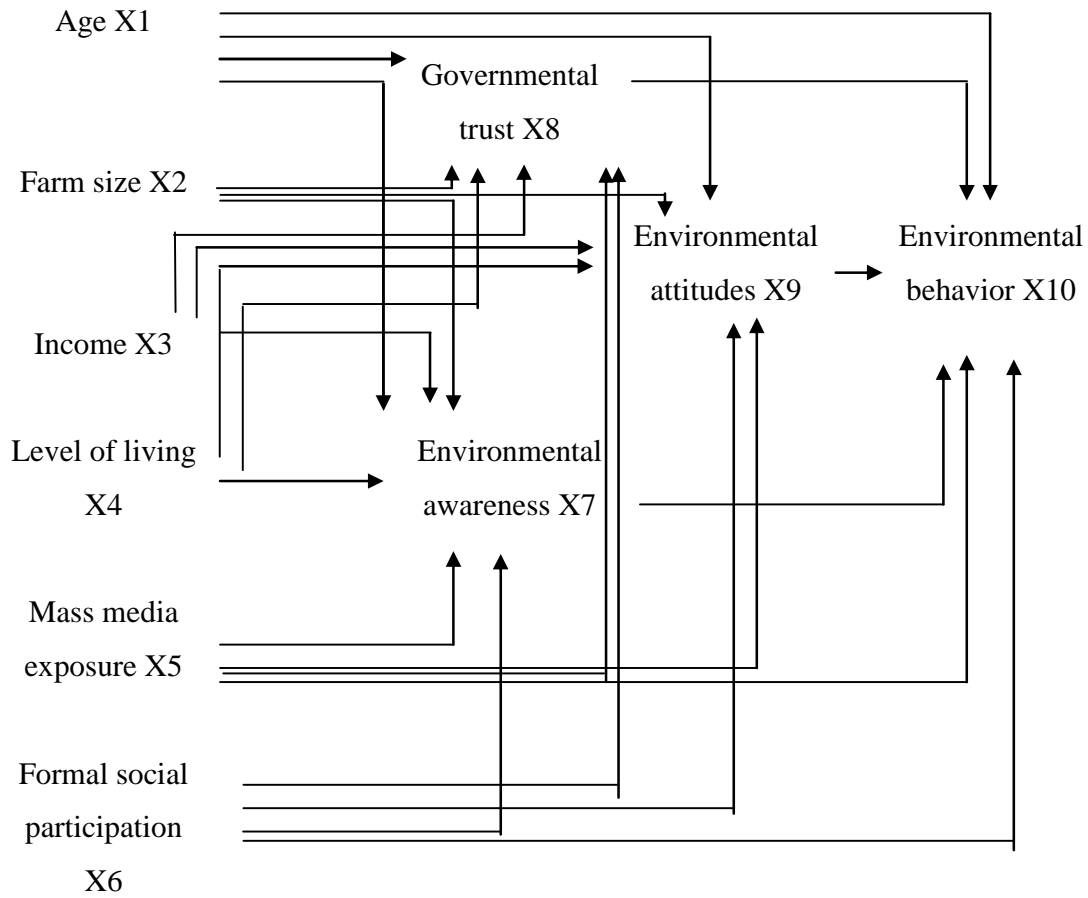 Age X1
Governmental
trust X8
Farm size X2
Environmental
attitudes X9
Environmental
behavior X10
Income X3
Level of living
X4
Environmental
awareness X7
Mass media
exposure X5
Formal social
participation
X6